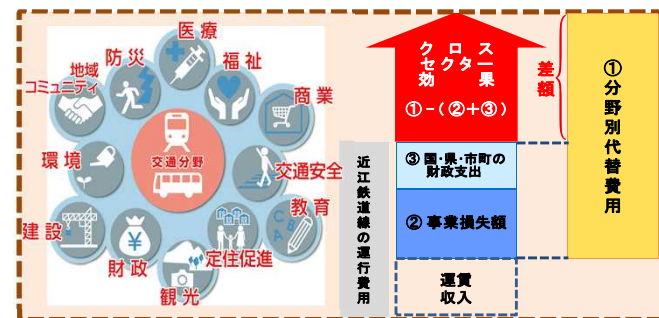 医療
防災
福祉
地域
コミュニティ
商業
環境
交通分野
交通安全
建設
教育
財政
定住促進
観光
近江鉄道線の運行費用
クロス
セクター
効果
①-(②+③)
③国・県・市町の
財政支出
②事業損失額
運賃
収入
差額
①分野別代替費用